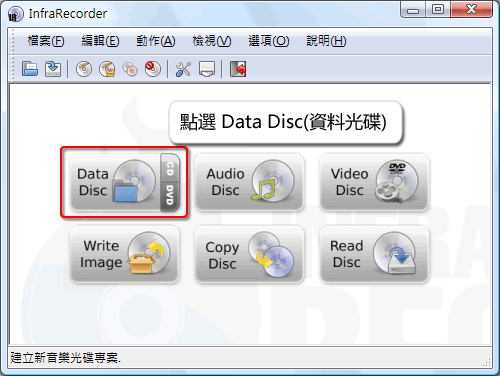 InfraRecorder
檔案(F) 編輯(E) 動作(A) 檢視(V) 選項(O) 說明(H)
點選 Data Disc(資料光碟)
Data Disc
CD
DVD
Audio Disc
Video Disc
DVD
Write Image
Copy Disc
Read Disc
INFRA
REC
建立新音樂光碟專案.